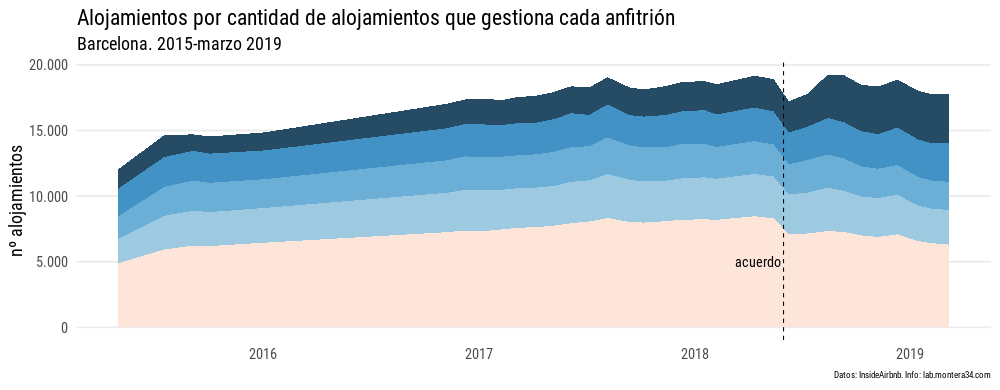 Alojamientos por cantidad de alojamientos que gestiona cada anfitrión
Barcelona. 2015-marzo 2019
20.000
15.000
10.000
5.000
0
nº alojamientos
acuerdo
2016 2017 2018 2019
Datos: InsideAirbnb. Info: lab.montera34.com